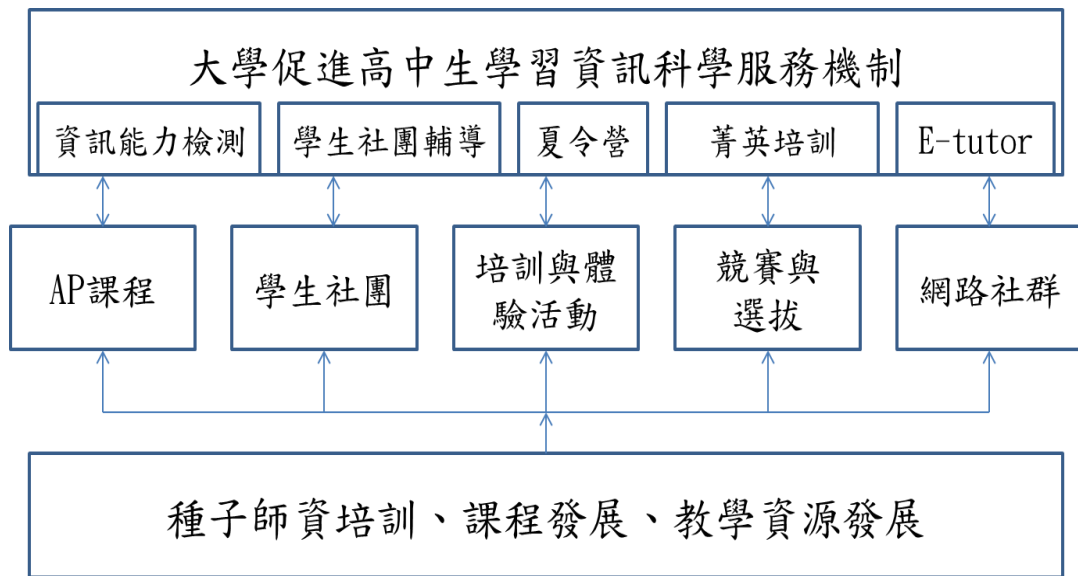 大學促進高中生學習資訊科學服務機制
資訊能力檢測
學生社團輔導
夏令營
菁英培訓
E-tutor
AP課程
學生社團
培訓與體
驗活動
競賽與
選拔
網路社群
種子師資培訓、課程發展、教學資源發展